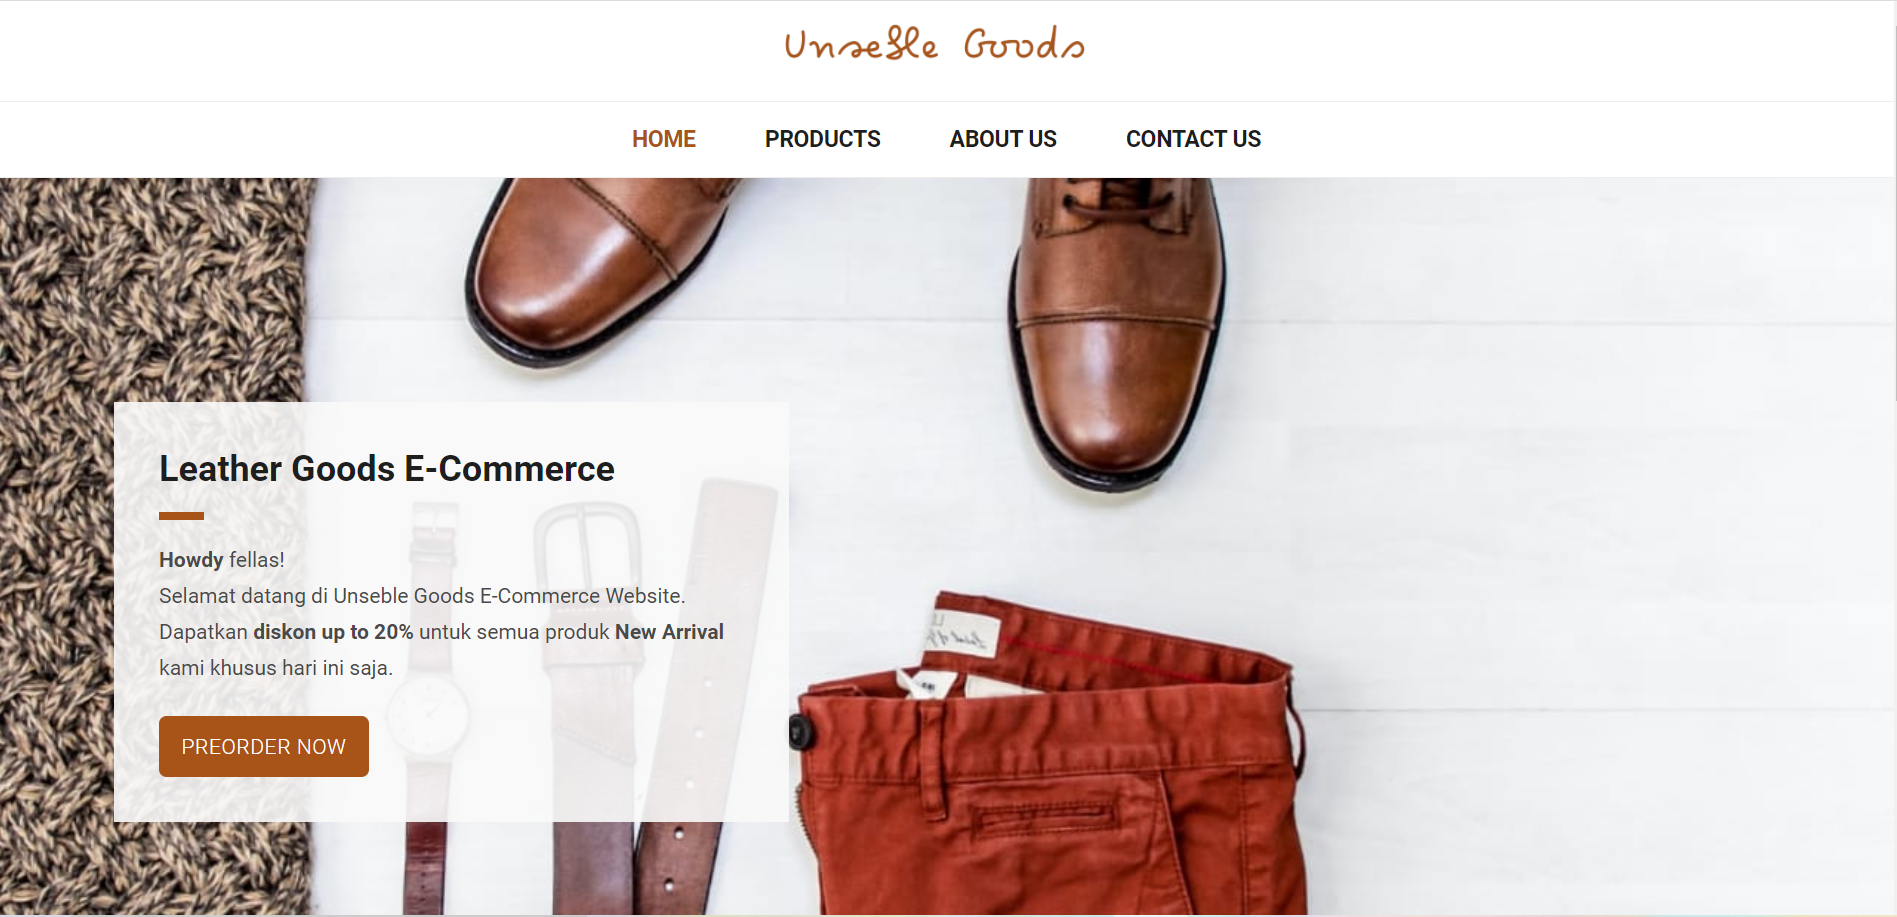 Unseble Goods
HOME PRODUCTS ABOUT US CONTACT US
Leather Goods E-Commerce
Howdy fellas!
Selamat datang di Unseble Goods E-Commerce Website.
Dapatkan diskon up to 20% untuk semua produk New Arrival
kami khusus hari ini saja.
PREORDER NOW